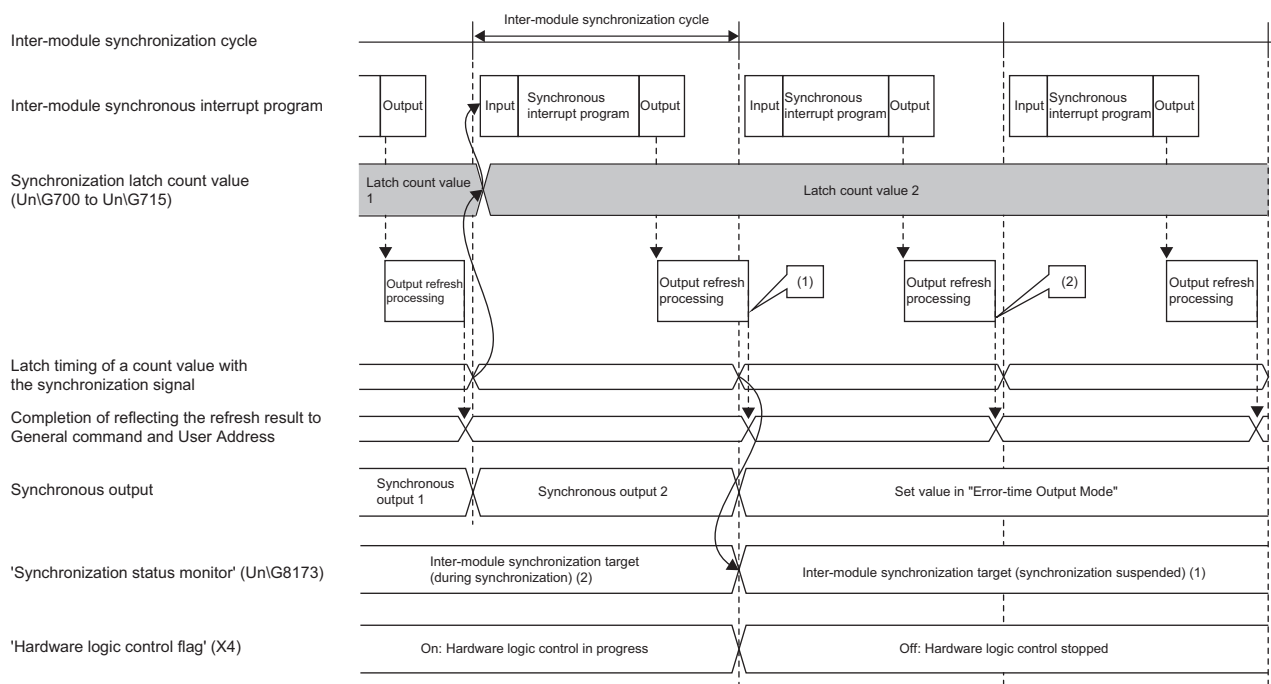 Inter-module synchronization cycle
Inter-module synchronization cycle
Inter-module synchronous interrupt program
Output
Input
Synchronous
interrupt program
Output
Input
Synchronous
interrupt program
Output
Input
Synchronous
interrupt program
Output
Synchronization latch count value
(Un\G700 to Un\G715)
Latch count value
1
Latch count value 2
Output refresh
processing
Output refresh
processing
(1)
Output refresh
processing
(2)
Output refresh
processing
Latch timing of a count value with
the synchronization signal
Completion of reflecting the refresh result to
General command and User Address
Synchronous output
Synchronous
output 1
Synchronous output 2
Set value in "Error-time Output Mode"
'Synchronization status monitor' (Un\G8173)
Inter-module synchronization target
(during synchronization) (2)
Inter-module synchronization target (synchronization suspended) (1)
'Hardware logic control flag' (X4)
On: Hardware logic control in progress
Off: Hardware logic control stopped